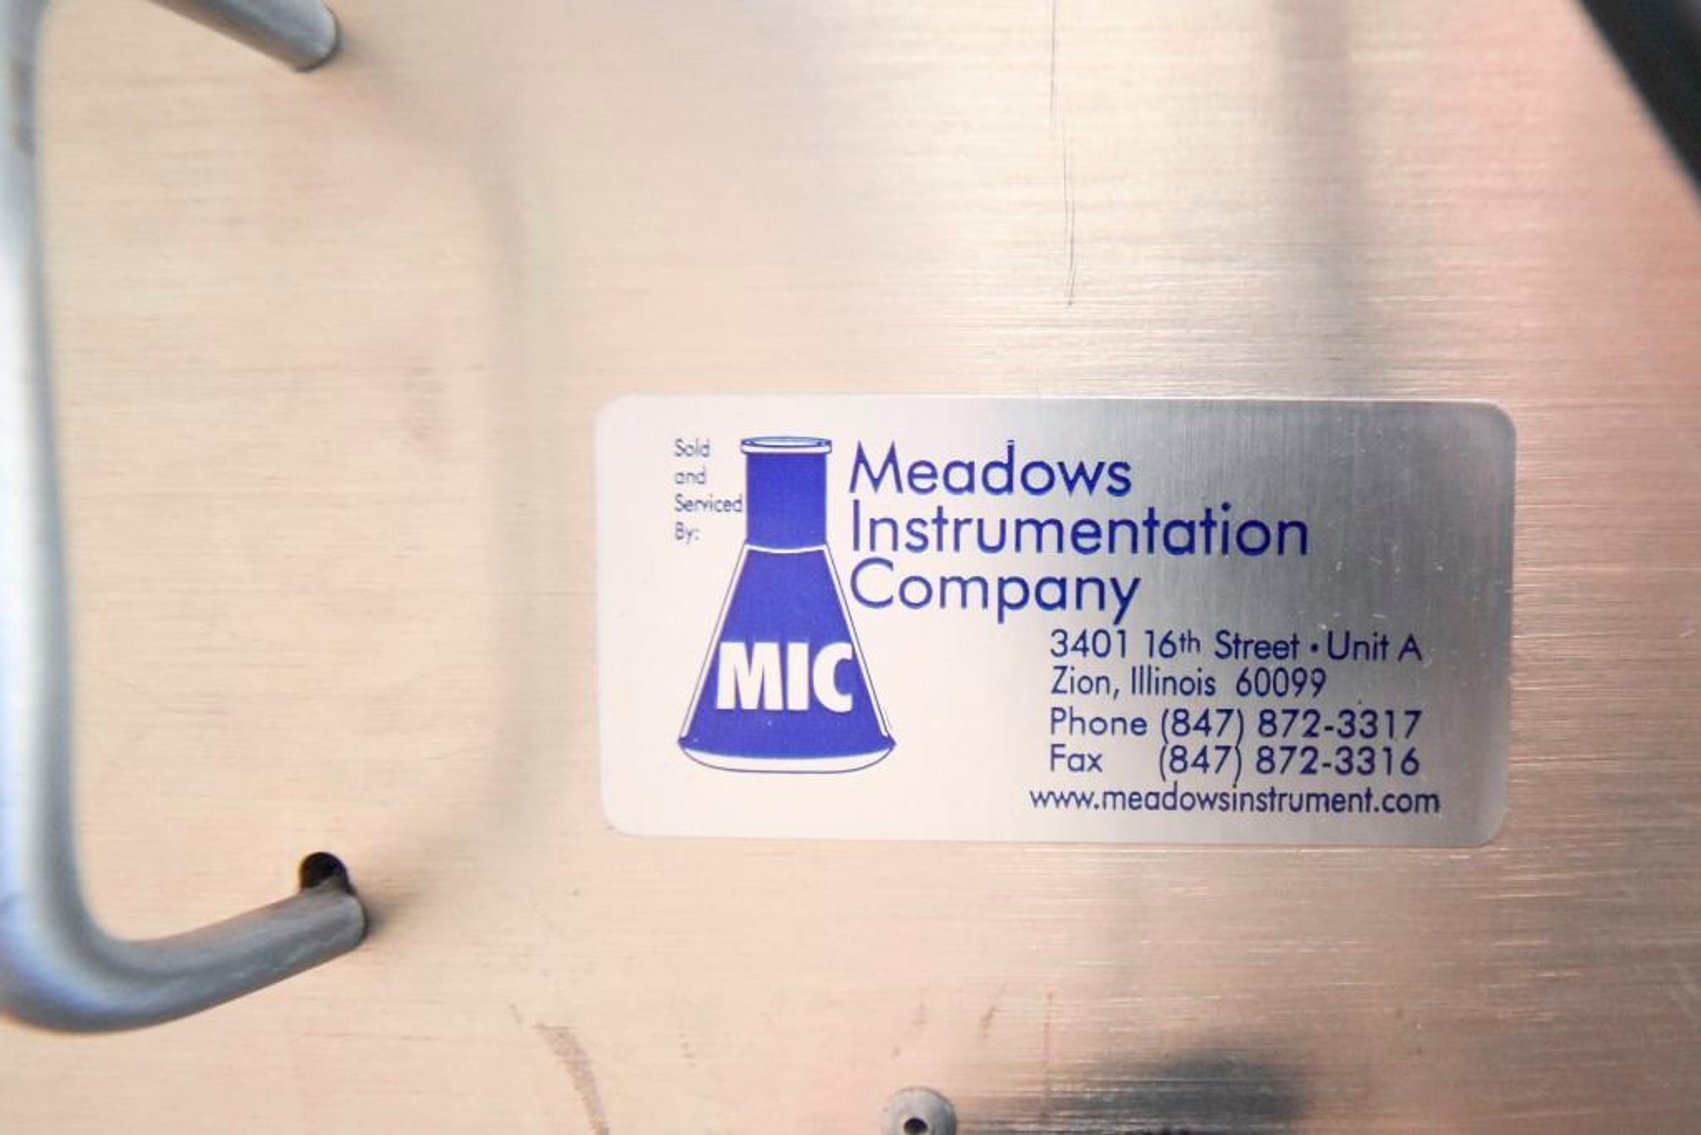 Sold
and
Serviced
By:
MIC
Meadows
Instrumentation
Company
3401 16th Street • Unit A
Zion, Illinois 60099
Phone (847) 872-3317
Fax (847) 872-3316
www.meadowsinstrument.com